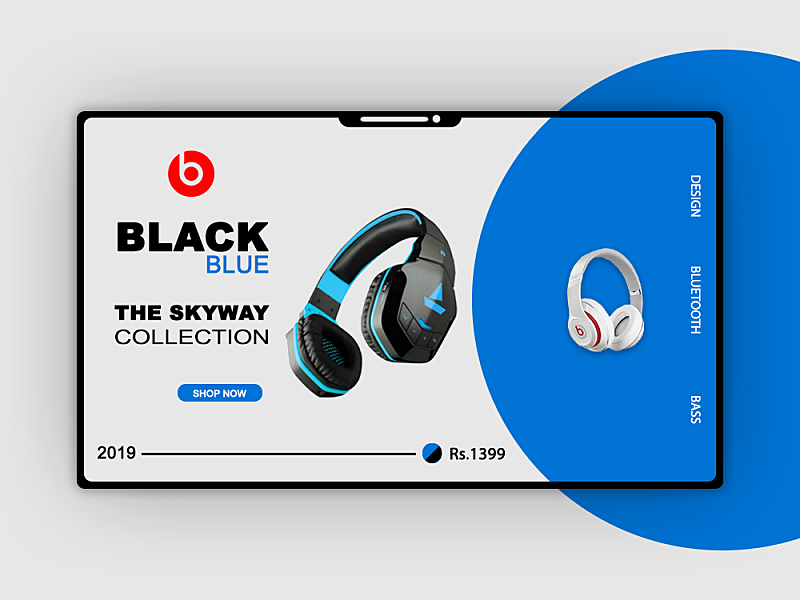 b
BLACK
BLUE
THE SKYWAY
COLLECTION
SHOP NOW
2019
Rs.1399
DESIGN
BLUETOOTH
BASS